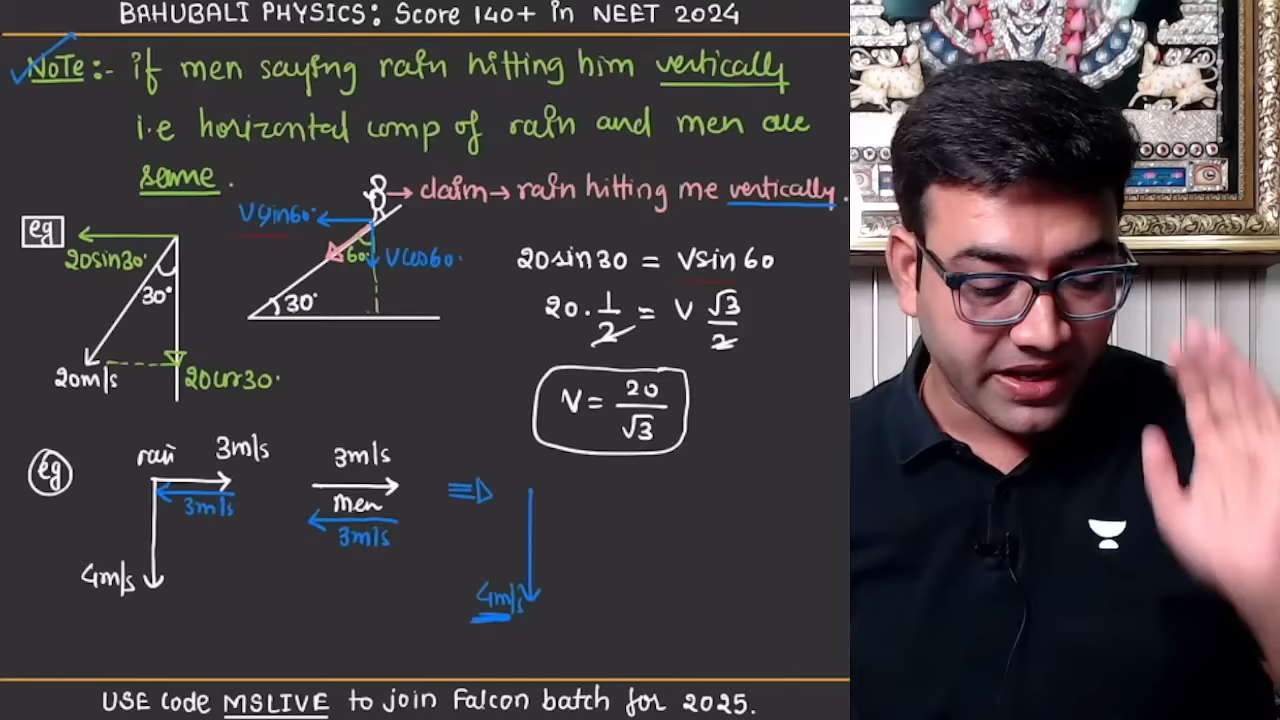 BAHUBALI PHYSICS: Score 140+ in NEET 2024
NOTE:- if men saying rain hitting him vertically
i.e horizontal comp of rain and men are
same.
claim→rain hitting me vertically.
eg
20sin30°
30°
20m/s
20cos30°
Vsin60°
60°
Vcos60°
30°
20sin30 = Vsin60
20·1/2 = V √3/2
V = 20/√3
eg
rain
3m/s
3m/s
4m/s
3m/s
men
3m/s
4m/s
USE Code MSLIVE to join Falcon batch for 2025.